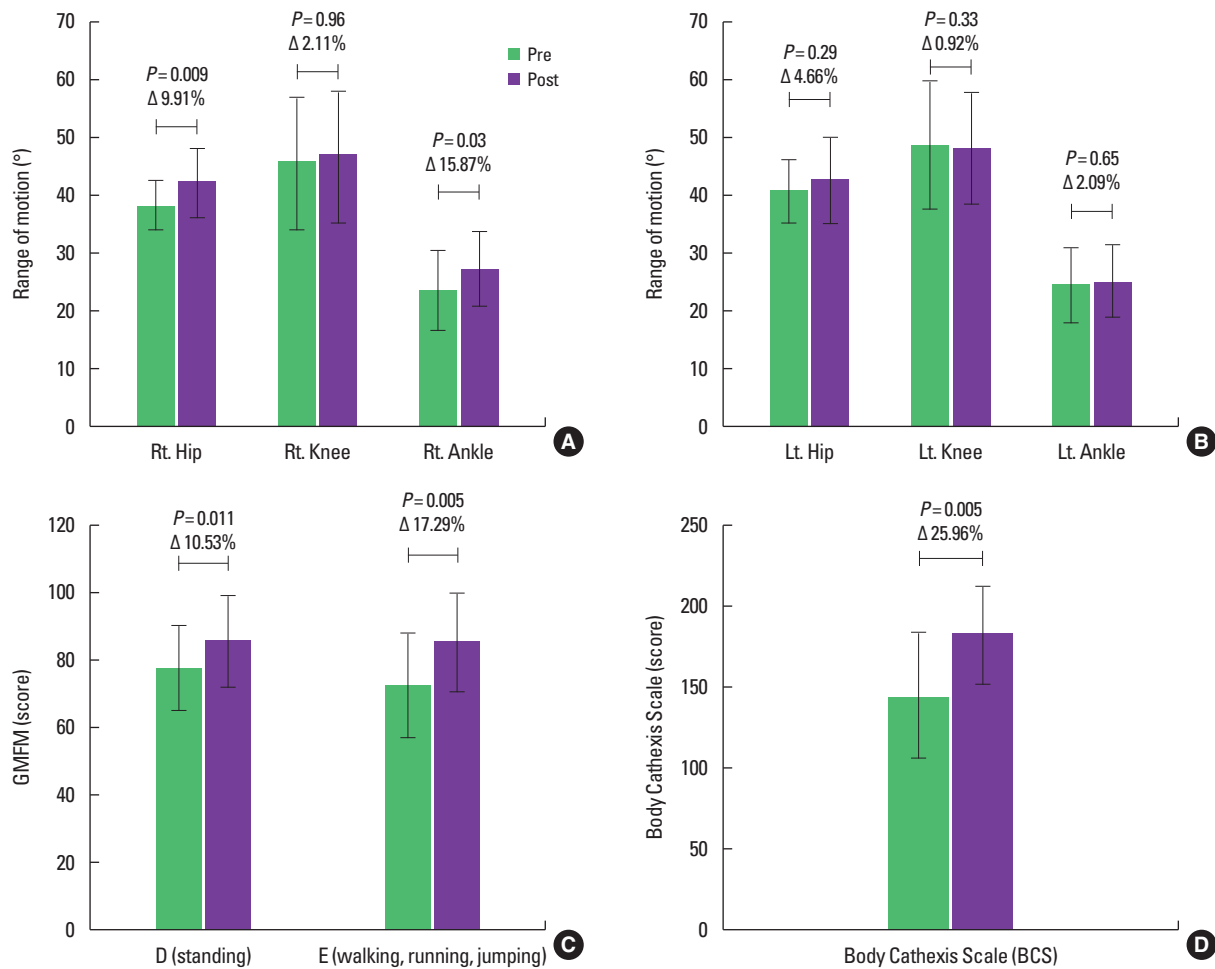 70
60
50
40
30
20
10
0
Range of motion (°)
P=0.009
Δ 9.91%
P=0.96
Δ 2.11%
P=0.03
Δ 15.87%
Pre
Post
Rt. Hip
Rt. Knee
Rt. Ankle
A
70
60
50
40
30
20
10
0
Range of motion (°)
P=0.29
Δ 4.66%
P=0.33
Δ 0.92%
P=0.65
Δ 2.09%
Lt. Hip
Lt. Knee
Lt. Ankle
B
120
100
80
60
40
20
0
GMFM (score)
P=0.011
Δ 10.53%
P=0.005
Δ 17.29%
D (standing)
E (walking, running, jumping)
C
250
200
150
100
50
0
Body Cathexis Scale (score)
P=0.005
Δ 25.96%
Body Cathexis Scale (BCS)
D